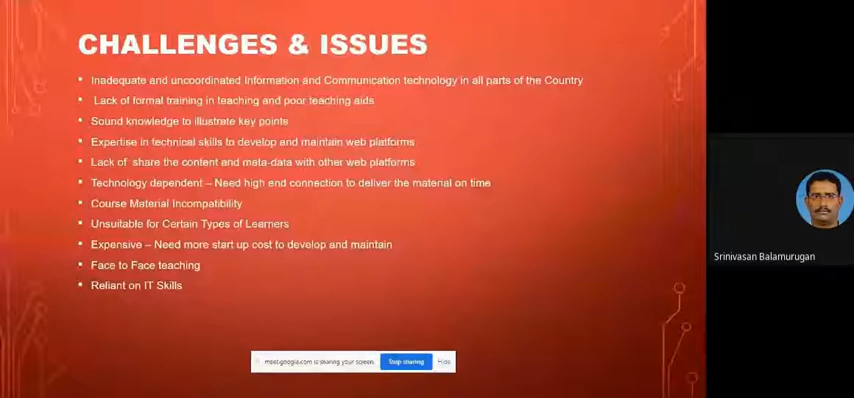 CHALLENGES & ISSUES
Inadequate and uncoordinated Information and Communication technology in all parts of the Country
Lack of formal training in teaching and poor teaching aids
Sound knowledge to illustrate key points
Expertise in technical skills to develop and maintain web platforms
Lack of share the content and meta-data with other web platforms
Technology dependent – Need high end connection to deliver the material on time
Course Material Incompatibility
Unsuitable for Certain Types of Learners
Expensive – Need more start up cost to develop and maintain
Face to Face teaching
Reliant on IT Skills
meet.google.com is sharing your screen. Stop sharing Hide
Srinivasan Balamurugan